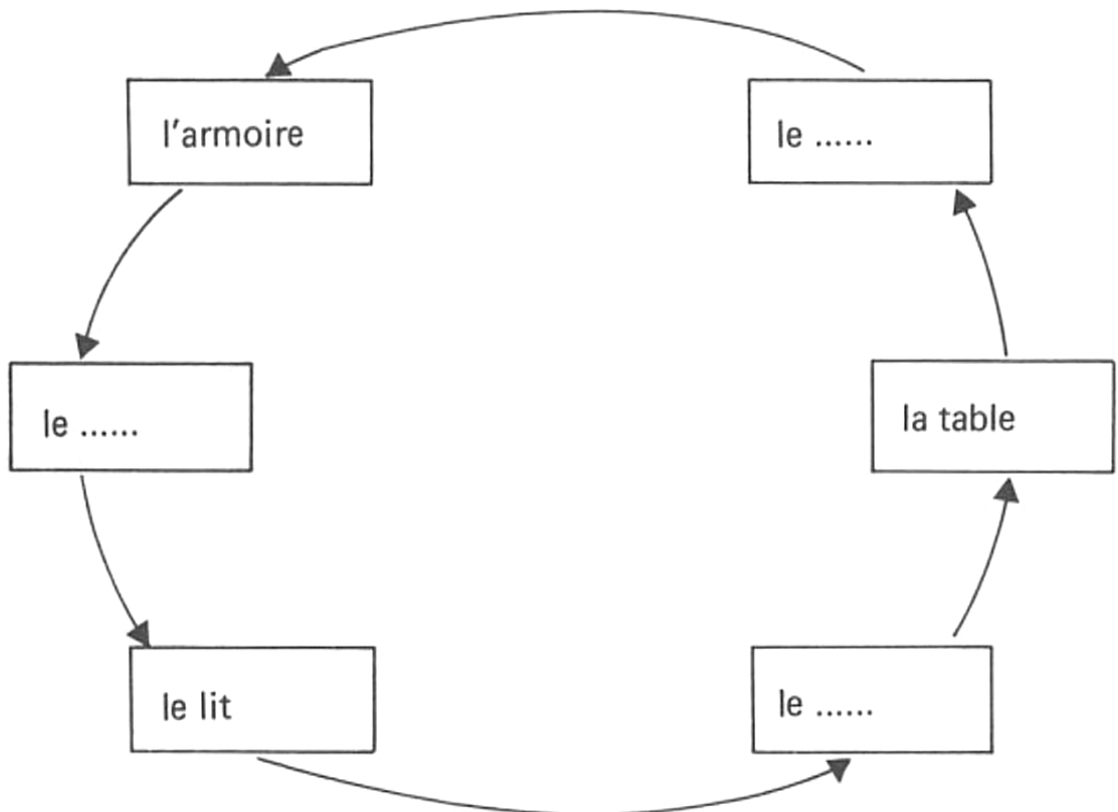 l'armoire
le ......
le ......
la table
le lit
le ......